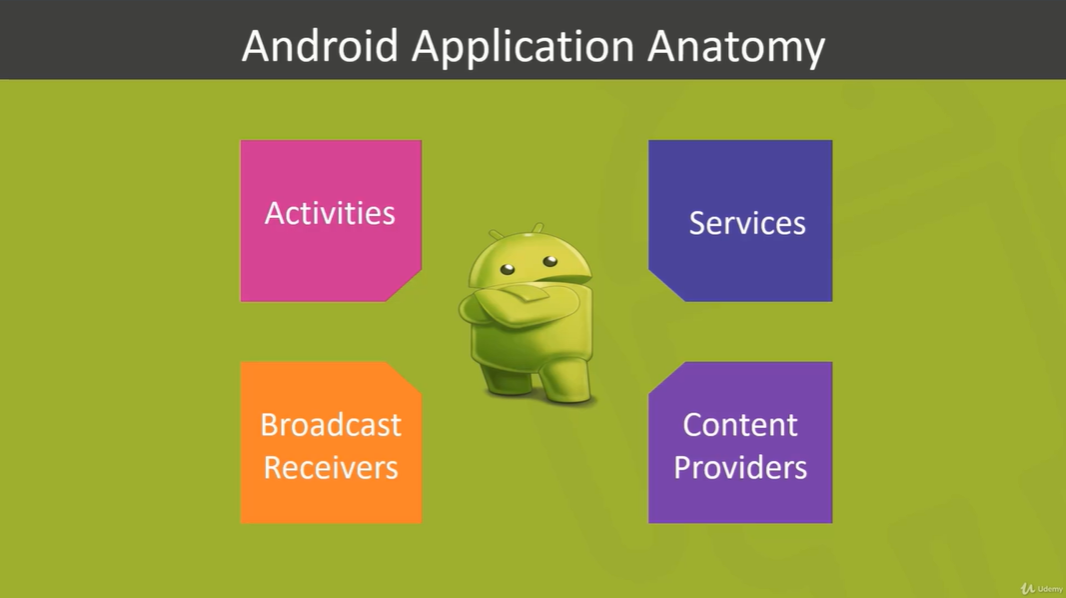 Android Application Anatomy
Activities
Services
Broadcast
Receivers
Content
Providers
Udemy